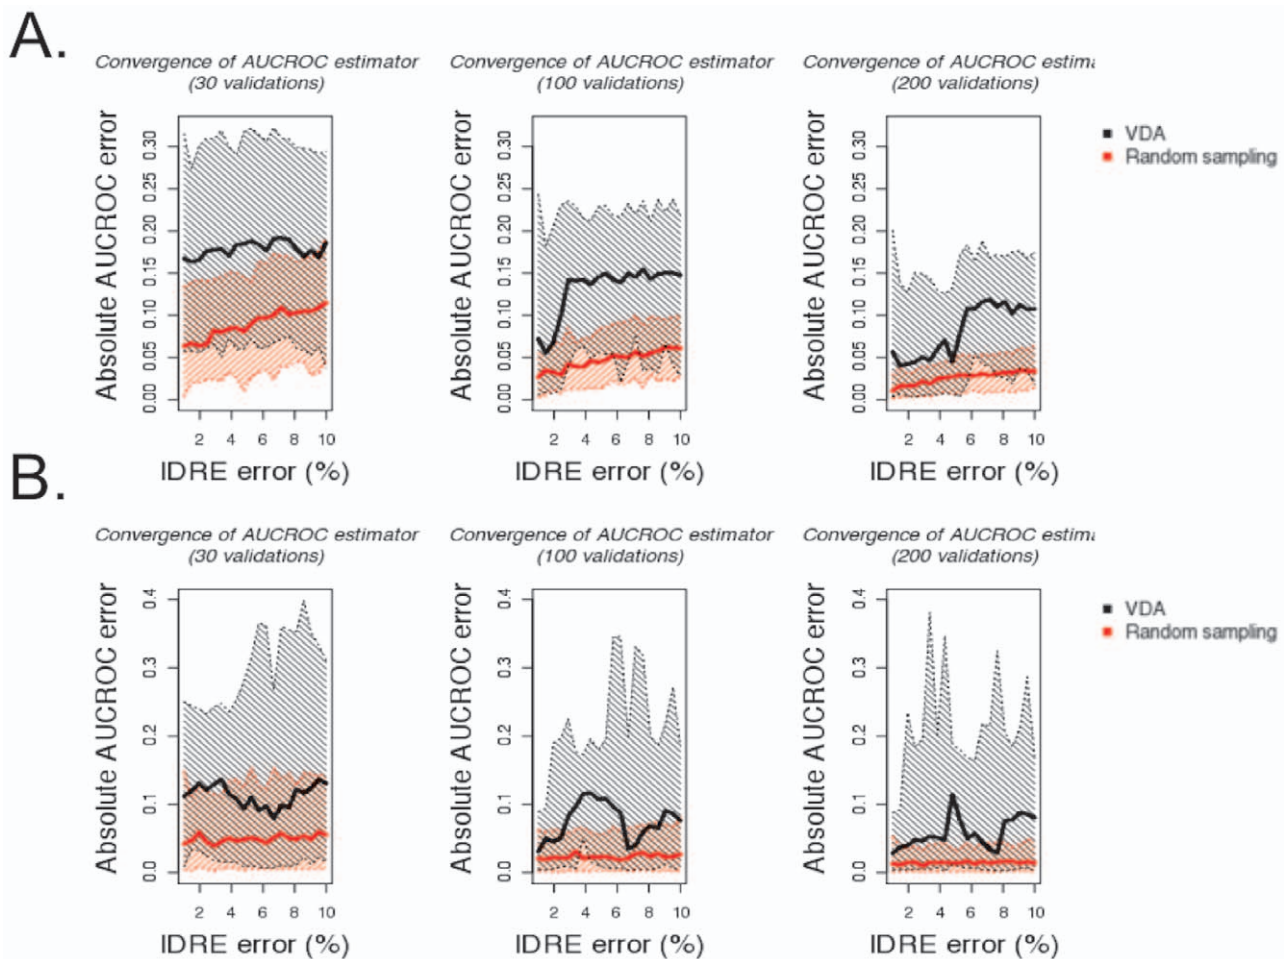 A.
Convergence of AUCROC estimator
(30 validations)
Absolute AUCROC error
0.00 0.05 0.10 0.15 0.20 0.25 0.30
2 4 6 8 10
IDRE error (%)
Convergence of AUCROC estimator
(100 validations)
Absolute AUCROC error
0.00 0.05 0.10 0.15 0.20 0.25 0.30
2 4 6 8 10
IDRE error (%)
Convergence of AUCROC estima
(200 validations)
Absolute AUCROC error
0.00 0.05 0.10 0.15 0.20 0.25 0.30
2 4 6 8 10
IDRE error (%)
VDA
Random sampling
B.
Convergence of AUCROC estimator
(30 validations)
Absolute AUCROC error
0.0 0.1 0.2 0.3 0.4
2 4 6 8 10
IDRE error (%)
Convergence of AUCROC estimator
(100 validations)
Absolute AUCROC error
0.0 0.1 0.2 0.3 0.4
2 4 6 8 10
IDRE error (%)
Convergence of AUCROC estima
(200 validations)
Absolute AUCROC error
0.0 0.1 0.2 0.3 0.4
2 4 6 8 10
IDRE error (%)
VDA
Random sampling